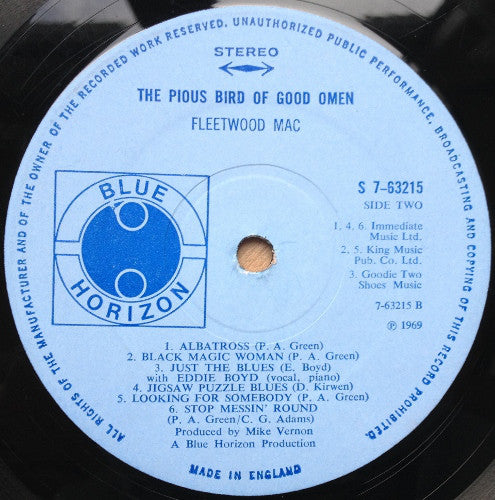 ALL RIGHTS OF THE MANUFACTURER AND OF THE OWNER OF THE RECORDED WORK RESERVED. UNAUTHORIZED PUBLIC PERFORMANCE, BROADCASTING AND COPYING OF THIS RECORD PROHIBITED.
STEREO
THE PIOUS BIRD OF GOOD OMEN
FLEETWOOD MAC
BLUE
HORIZON
S 7-63215
SIDE TWO
1, 4, 6. Immediate
Music Ltd.
2, 5. King Music
Pub. Co. Ltd.
3. Goodie Two
Shoes Music
7-63215 B
℗ 1969
1. ALBATROSS (P. A. Green)
2. BLACK MAGIC WOMAN (P. A. Green)
3. JUST THE BLUES (E. Boyd)
with EDDIE BOYD (vocal, piano)
4. JIGSAW PUZZLE BLUES (D. Kirwen)
5. LOOKING FOR SOMEBODY (P. A. Green)
6. STOP MESSIN' ROUND
(P. A. Green/C. G. Adams)
Produced by Mike Vernon
A Blue Horizon Production
MADE IN ENGLAND